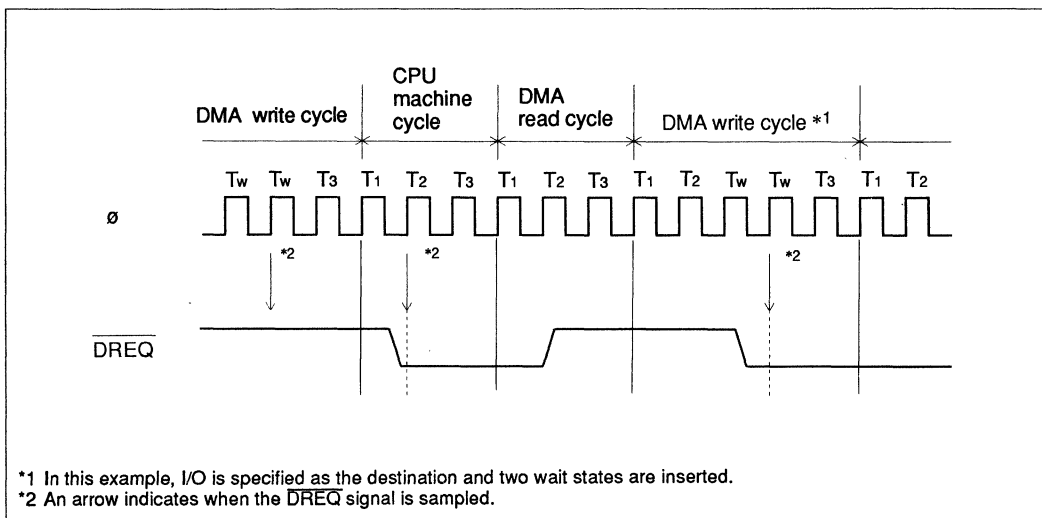 CPU
machine
cycle
DMA
read cycle
DMA write cycle
DMA write cycle *1
Tw Tw T3 T1 T2 T3 T1 T2 T3 T1 T2 Tw Tw T3 T1 T2
ø
*2 *2 *2
DREQ
*1 In this example, I/O is specified as the destination and two wait states are inserted.
*2 An arrow indicates when the DREQ signal is sampled.